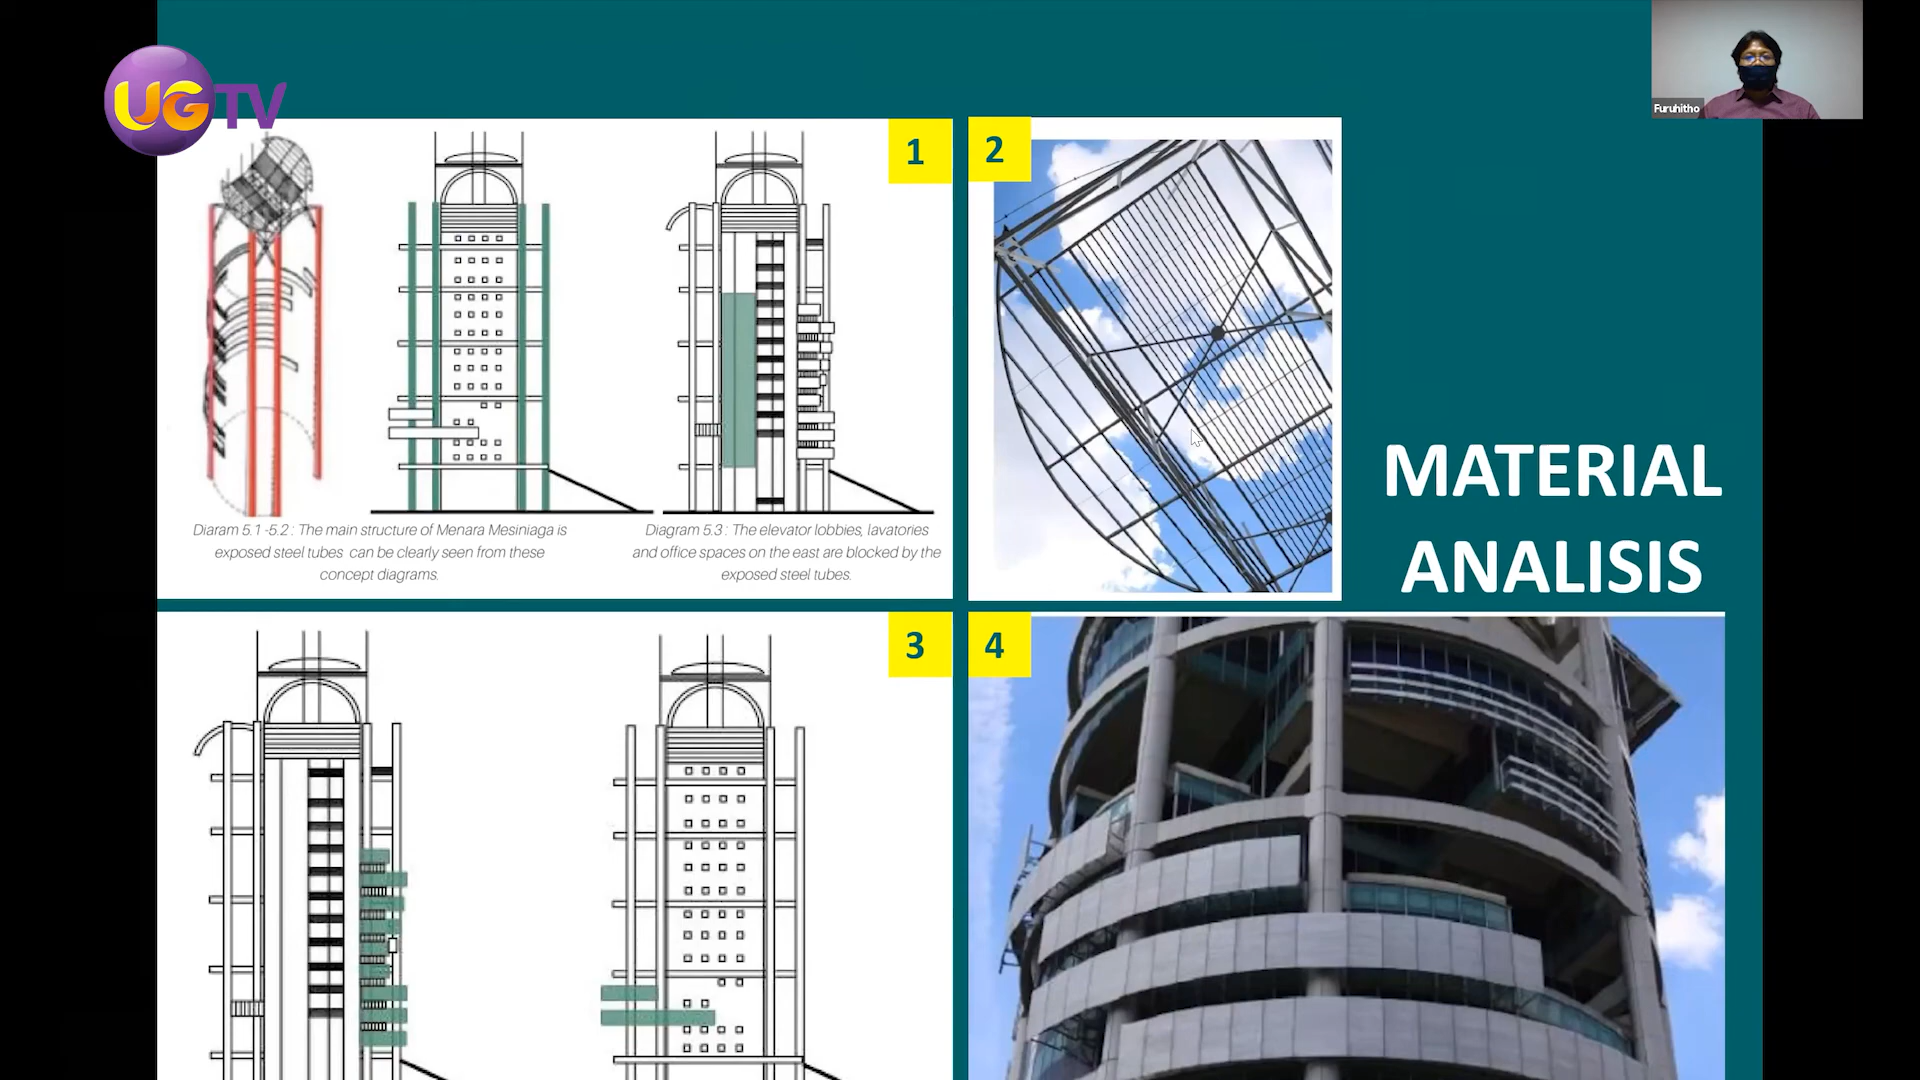 UGTV
Furuhitho
1
2
Diaram 5.1 -5.2 : The main structure of Menara Mesiniaga is
exposed steel tubes can be clearly seen from these
concept diagrams.
Diagram 5.3 : The elevator lobbies, lavatories
and office spaces on the east are blocked by the
exposed steel tubes.
MATERIAL
ANALISIS
3
4